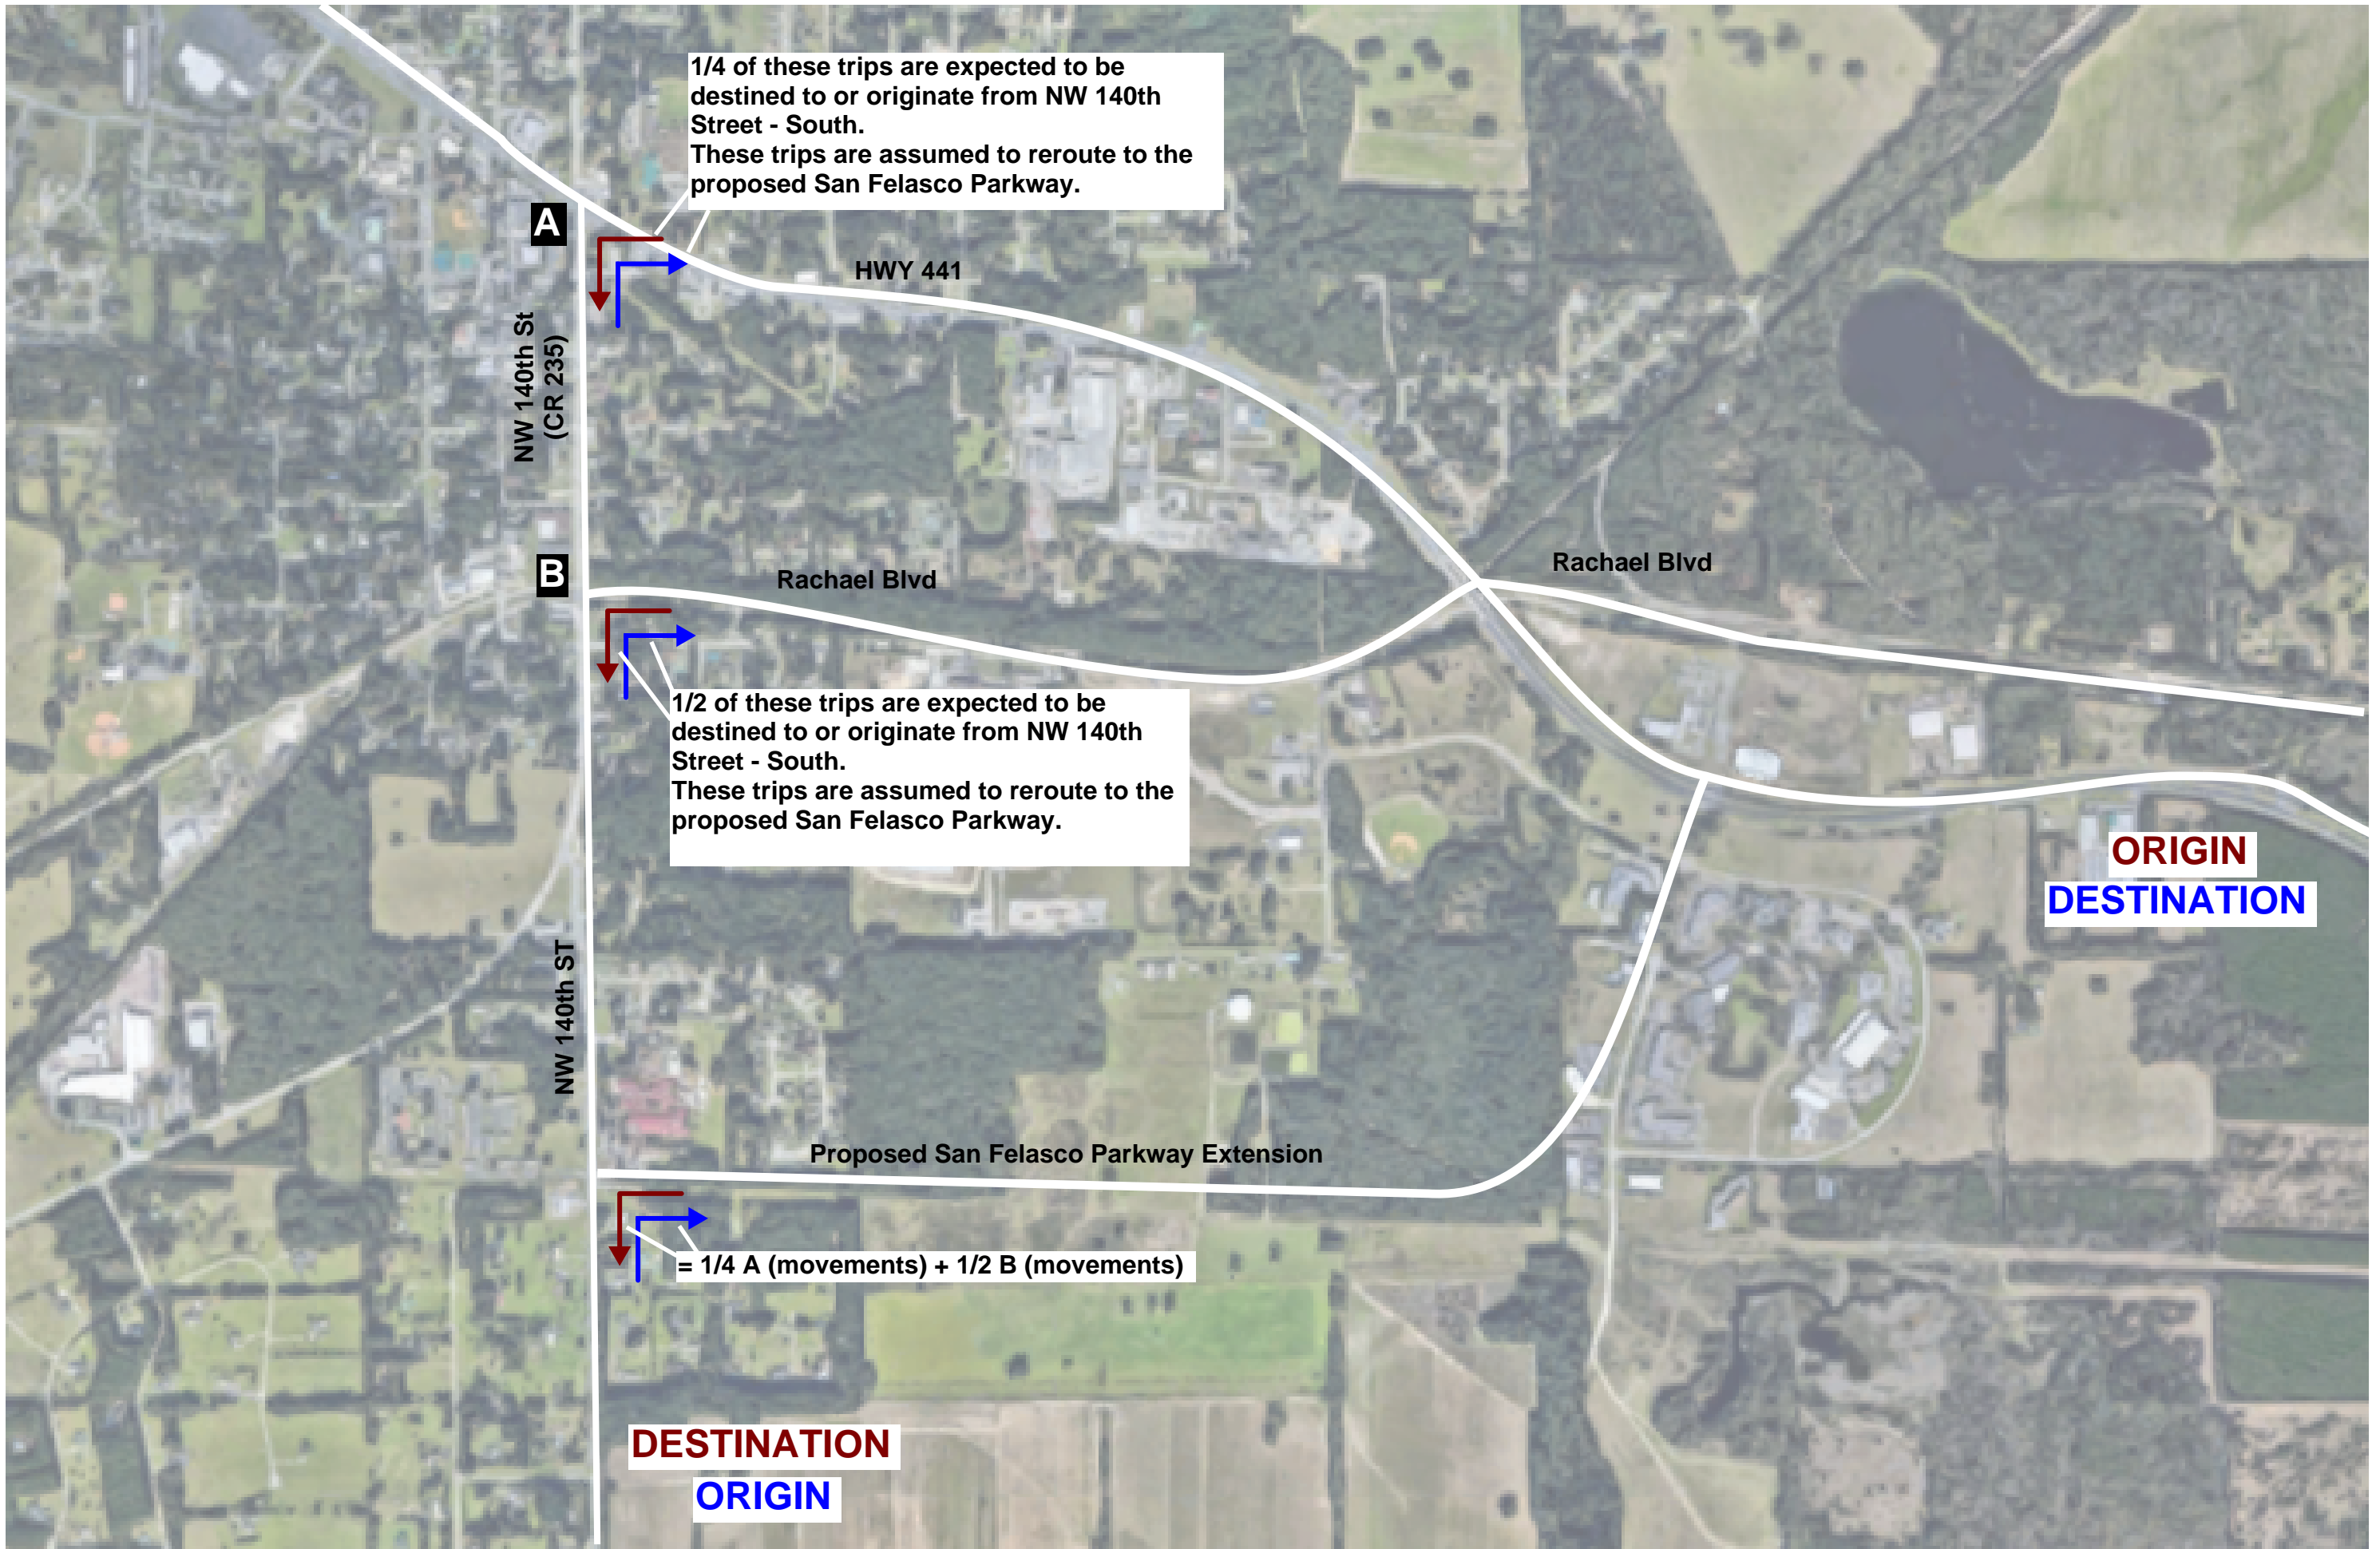 1/4 of these trips are expected to be
destined to or originate from NW 140th
Street - South.
These trips are assumed to reroute to the
proposed San Felasco Parkway.
A
HWY 441
NW 140th St
(CR 235)
B
Rachael Blvd
Rachael Blvd
1/2 of these trips are expected to be
destined to or originate from NW 140th
Street - South.
These trips are assumed to reroute to the
proposed San Felasco Parkway.
ORIGIN
DESTINATION
NW 140th ST
Proposed San Felasco Parkway Extension
= 1/4 A (movements) + 1/2 B (movements)
DESTINATION
ORIGIN